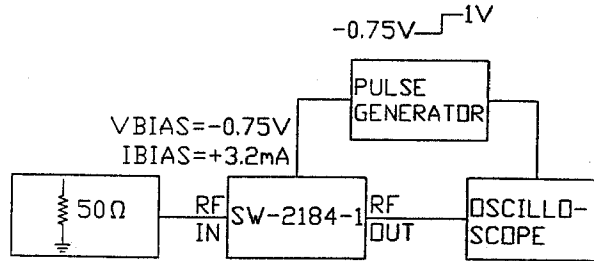 -0.75V 1V
PULSE
GENERATOR
VBIAS=-0.75V
IBIAS=+3.2mA
50Ω
RF
IN
SW-2184-1
RF
OUT
OSCILLO-
SCOPE